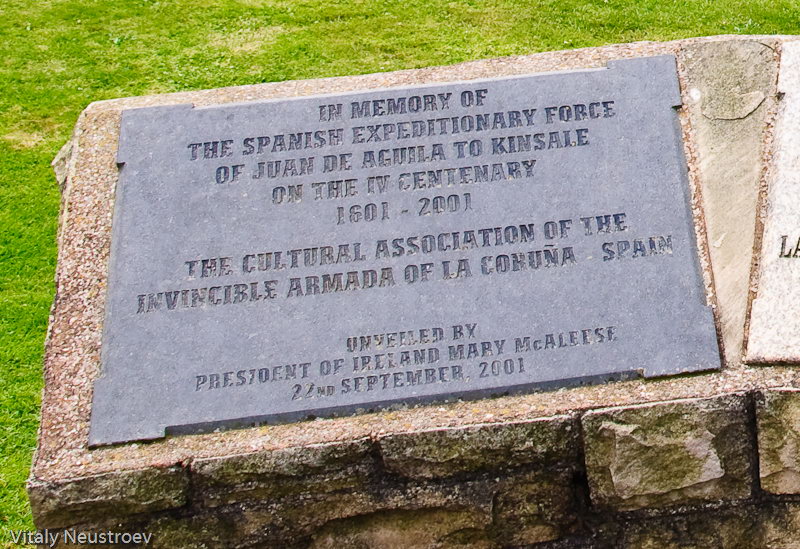 IN MEMORY OF
THE SPANISH EXPEDITIONARY FORCE
OF JUAN DE AGUILA TO KINSALE
ON THE IV CENTENARY
1601 - 2001
THE CULTURAL ASSOCIATION OF THE
INVINCIBLE ARMADA OF LA CORUÑA SPAIN
UNVEILED BY
PRESIDENT OF IRELAND MARY McALEESE
22ND SEPTEMBER, 2001
LA
Vitaly Neustroev